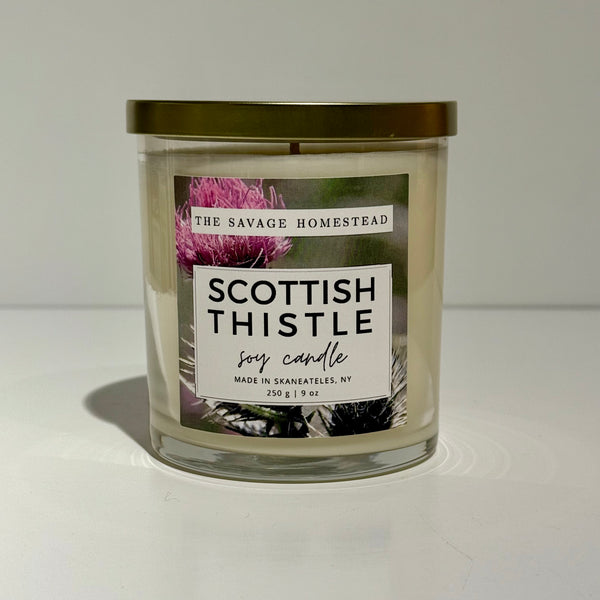 THE SAVAGE HOMESTEAD
SCOTTISH
THISTLE
soy candle
MADE IN SKANEATELES, NY
250 g | 9 oz